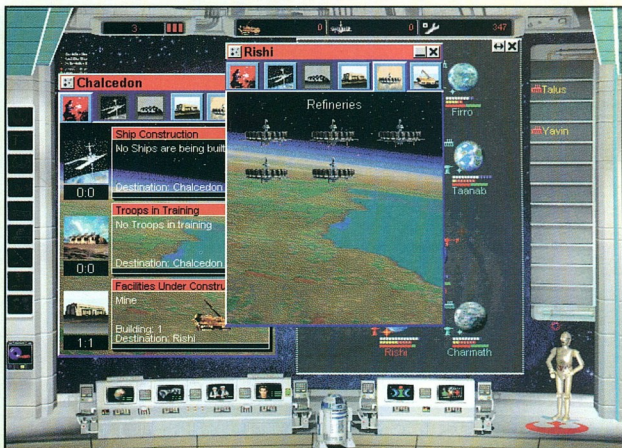 3
0
0
347
Rishi
Chalcedon
Refineries
Firro
Talus
Yavin
Taanab
Ship Construction
No Ships are being buil
Destination: Chalcedon
0:0
Troops in Training
No Troops in training
Destination: Chalcedon
0:0
Facilities Under Constru
Mine
Building: 1
Destination: Rishi
1:1
Rishi
Charmath